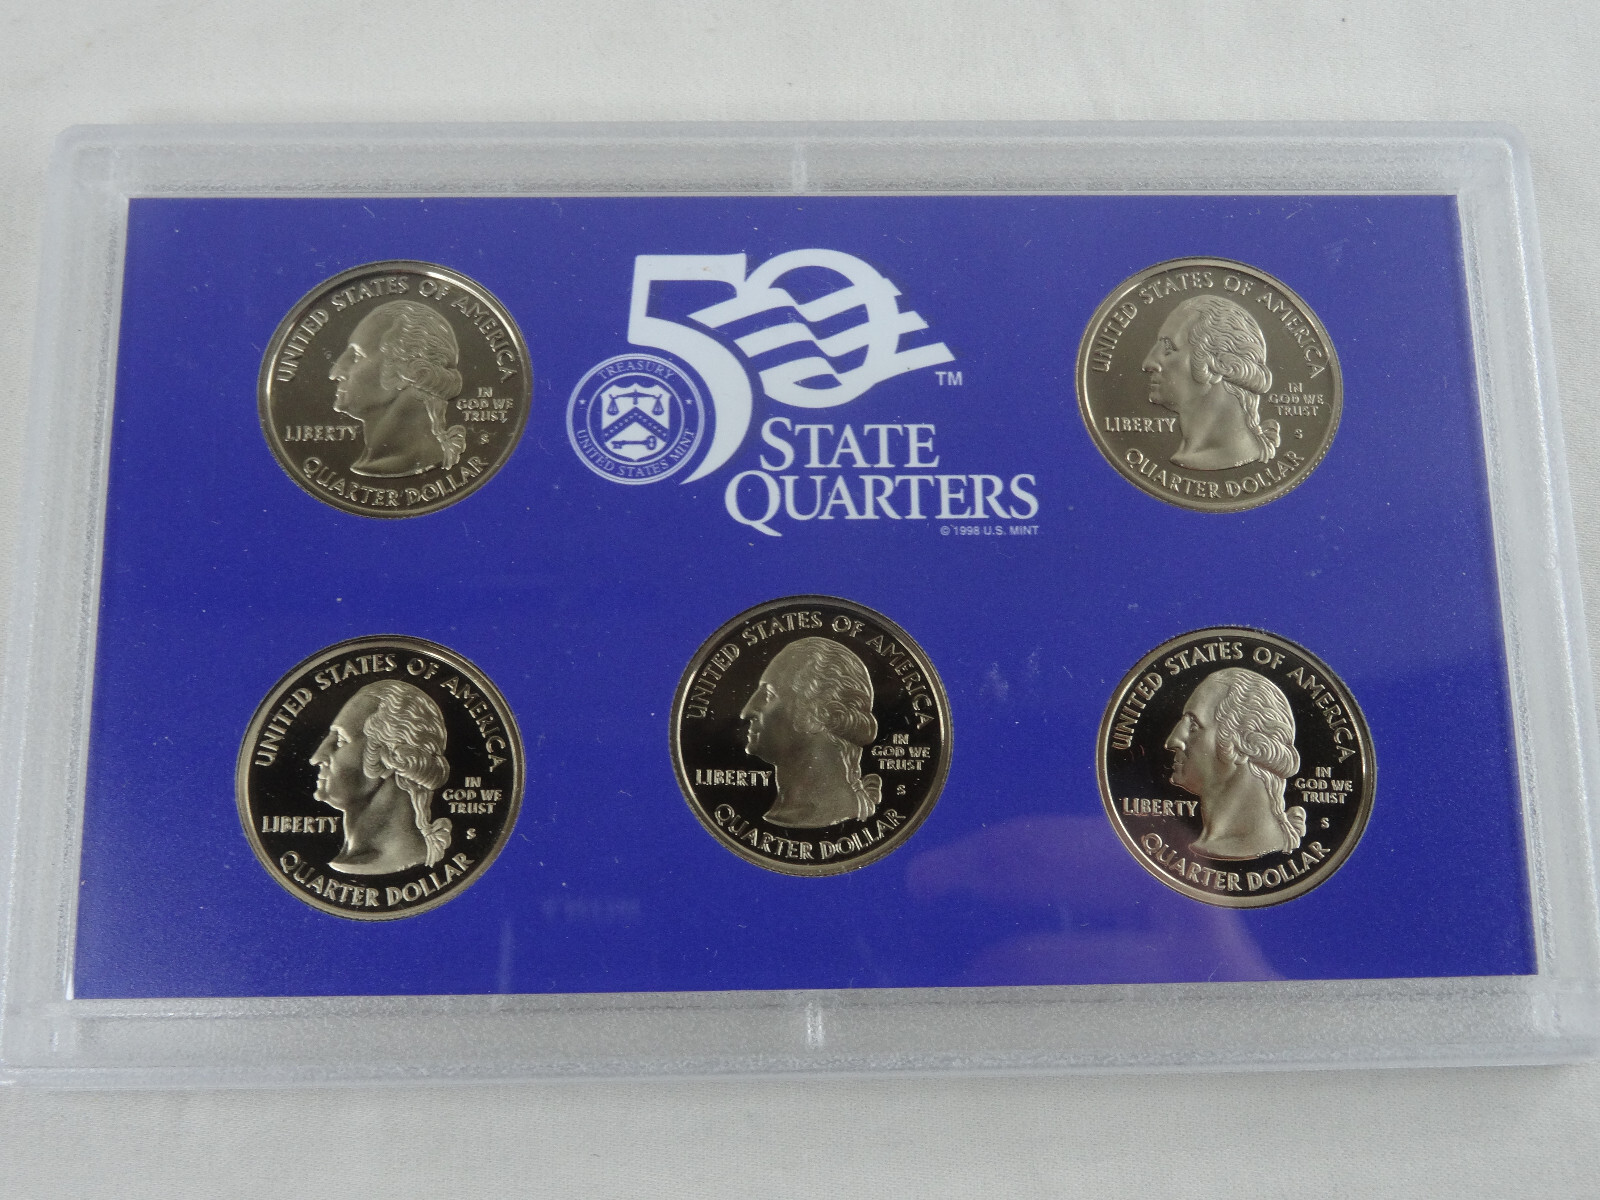 UNITED STATES OF AMERICA
IN
GOD WE
TRUST
LIBERTY
S
QUARTER DOLLAR
50
TM
TREASURY
UNITED STATES MINT
STATE
QUARTERS
© 1998 U.S. MINT
UNITED STATES OF AMERICA
IN
GOD WE
TRUST
LIBERTY
S
QUARTER DOLLAR
UNITED STATES OF AMERICA
IN
GOD WE
TRUST
LIBERTY
S
QUARTER DOLLAR
UNITED STATES OF AMERICA
IN
GOD WE
TRUST
LIBERTY
S
QUARTER DOLLAR
UNITED STATES OF AMERICA
IN
GOD WE
TRUST
LIBERTY
S
QUARTER DOLLAR